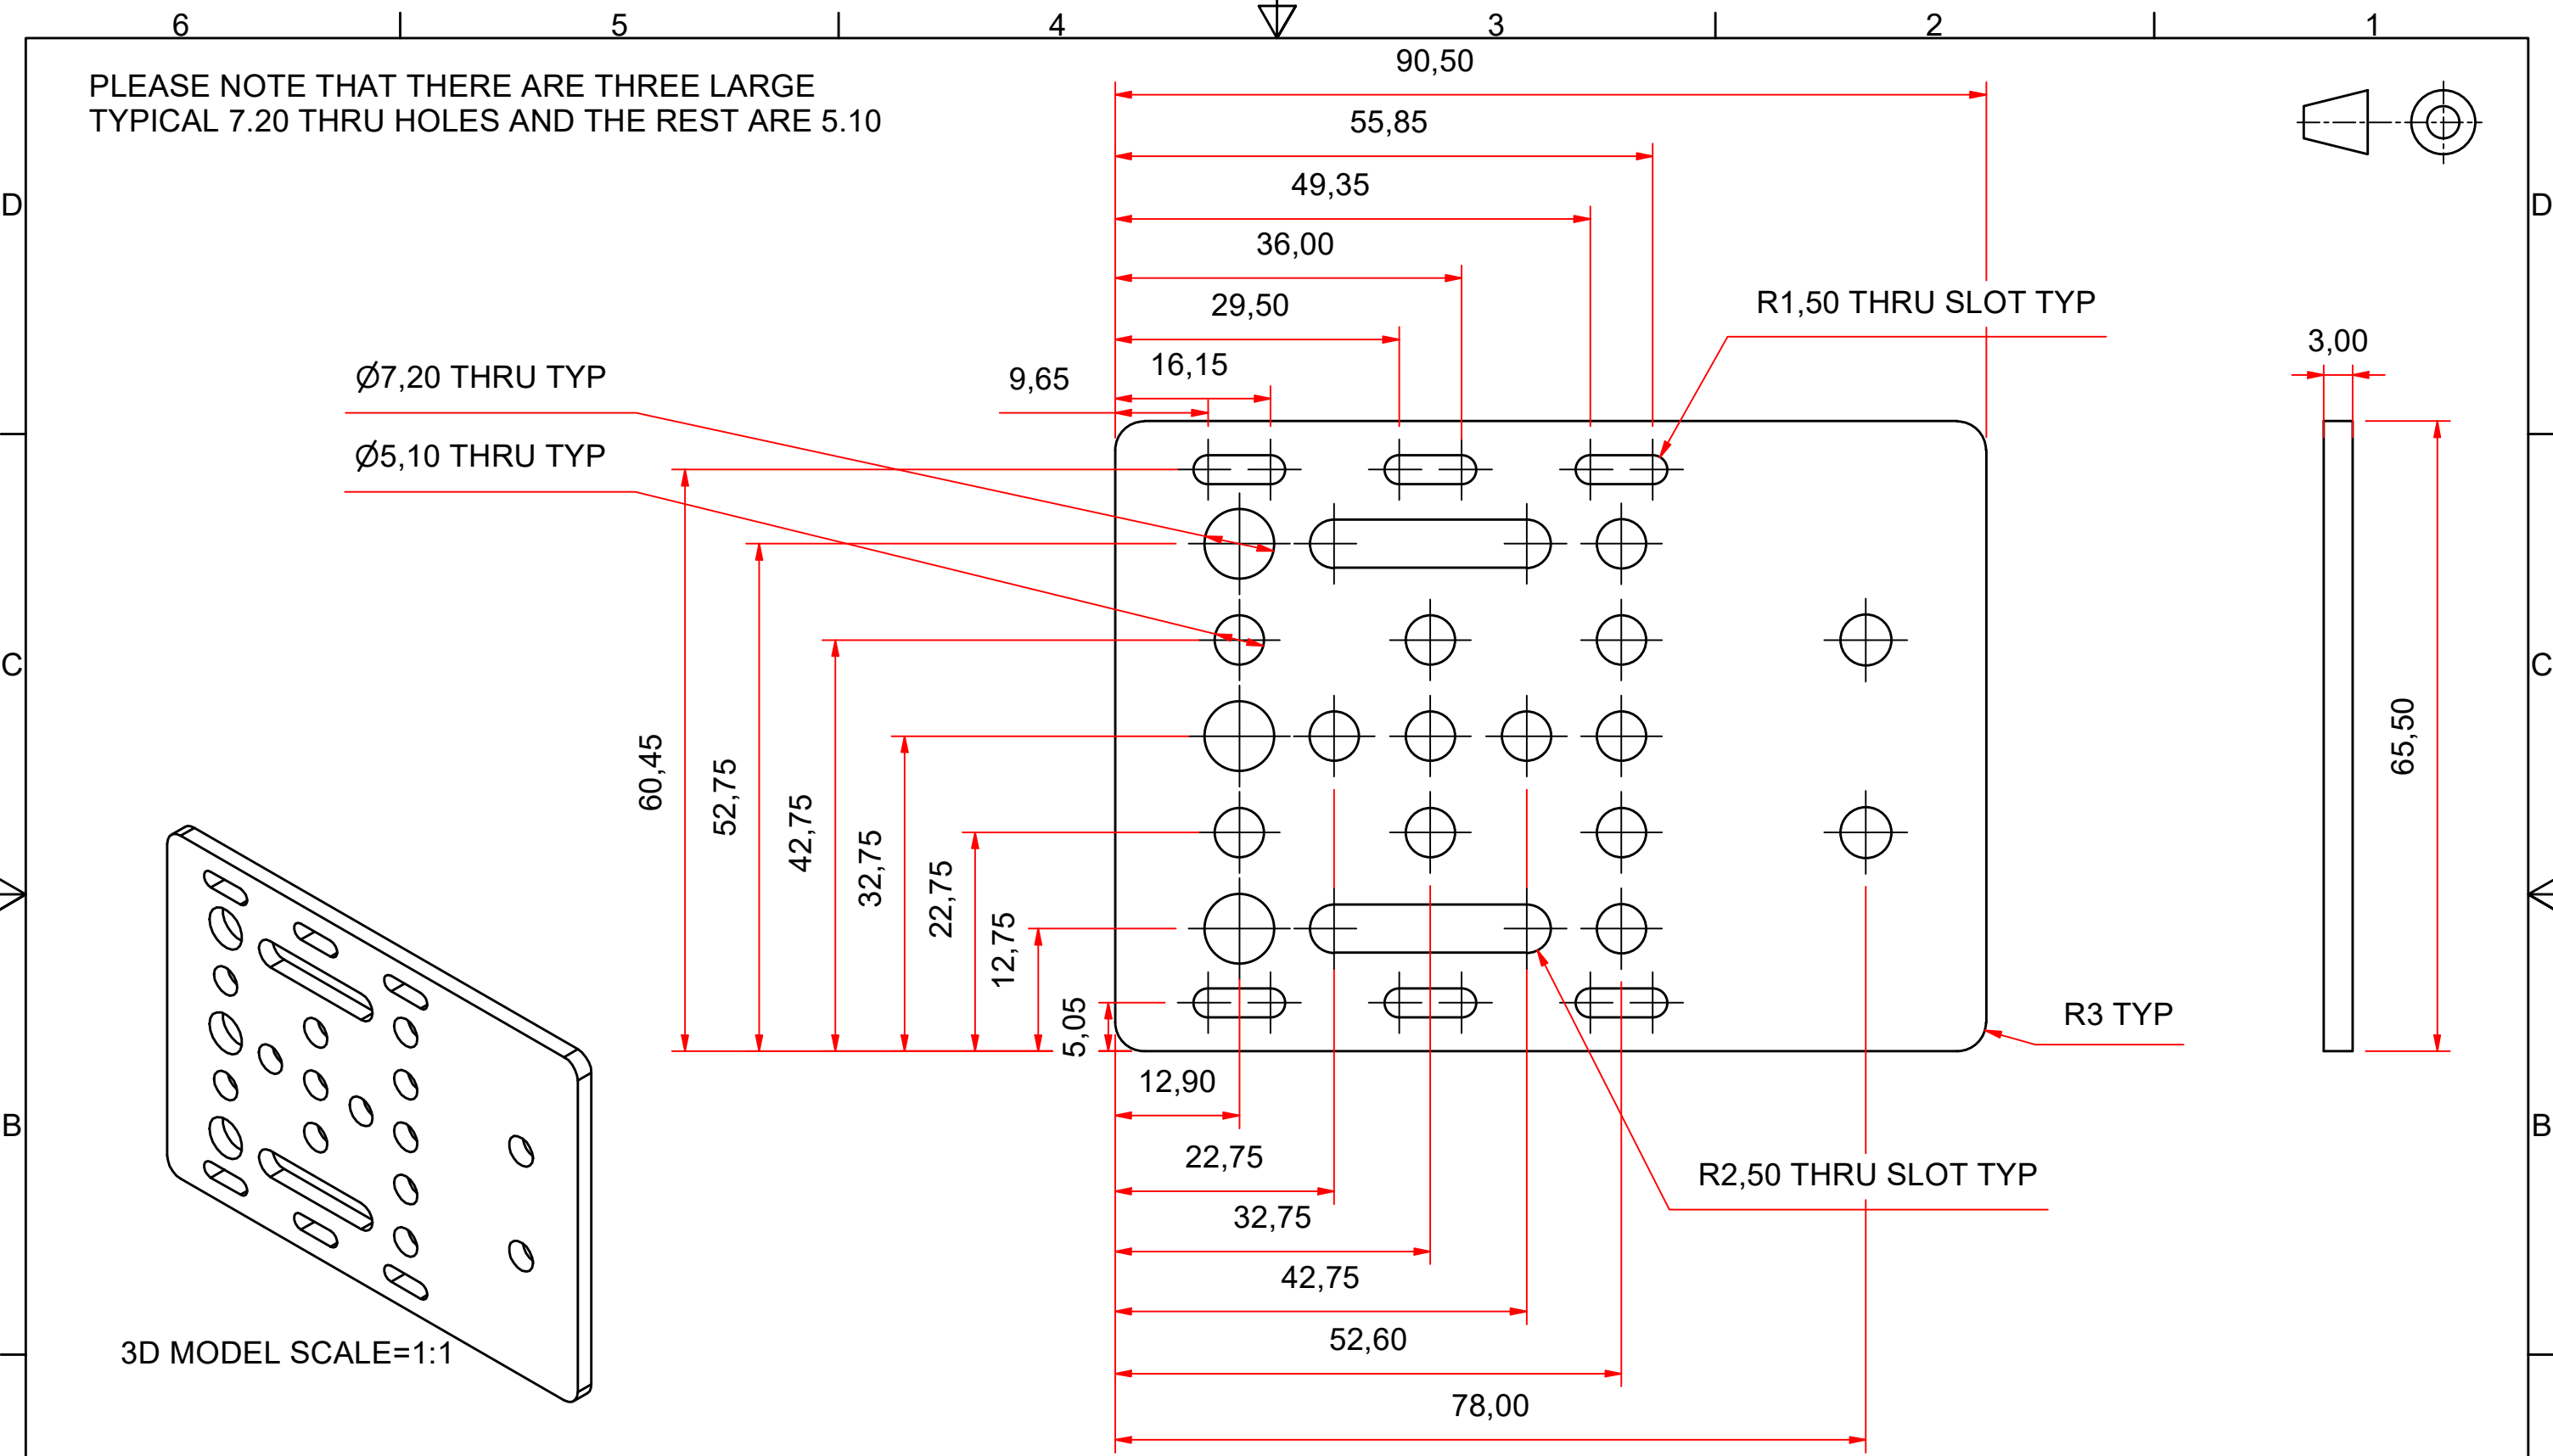 6 5 4 3 2 1
PLEASE NOTE THAT THERE ARE THREE LARGE
TYPICAL 7.20 THRU HOLES AND THE REST ARE 5.10
90,50
55,85
49,35
36,00
29,50
16,15
9,65
R1,50 THRU SLOT TYP
3,00
Ø7,20 THRU TYP
Ø5,10 THRU TYP
D
D
C
C
B
B
60,45
52,75
42,75
32,75
22,75
12,75
5,05
65,50
R3 TYP
12,90
22,75
32,75
42,75
52,60
78,00
R2,50 THRU SLOT TYP
3D MODEL SCALE=1:1